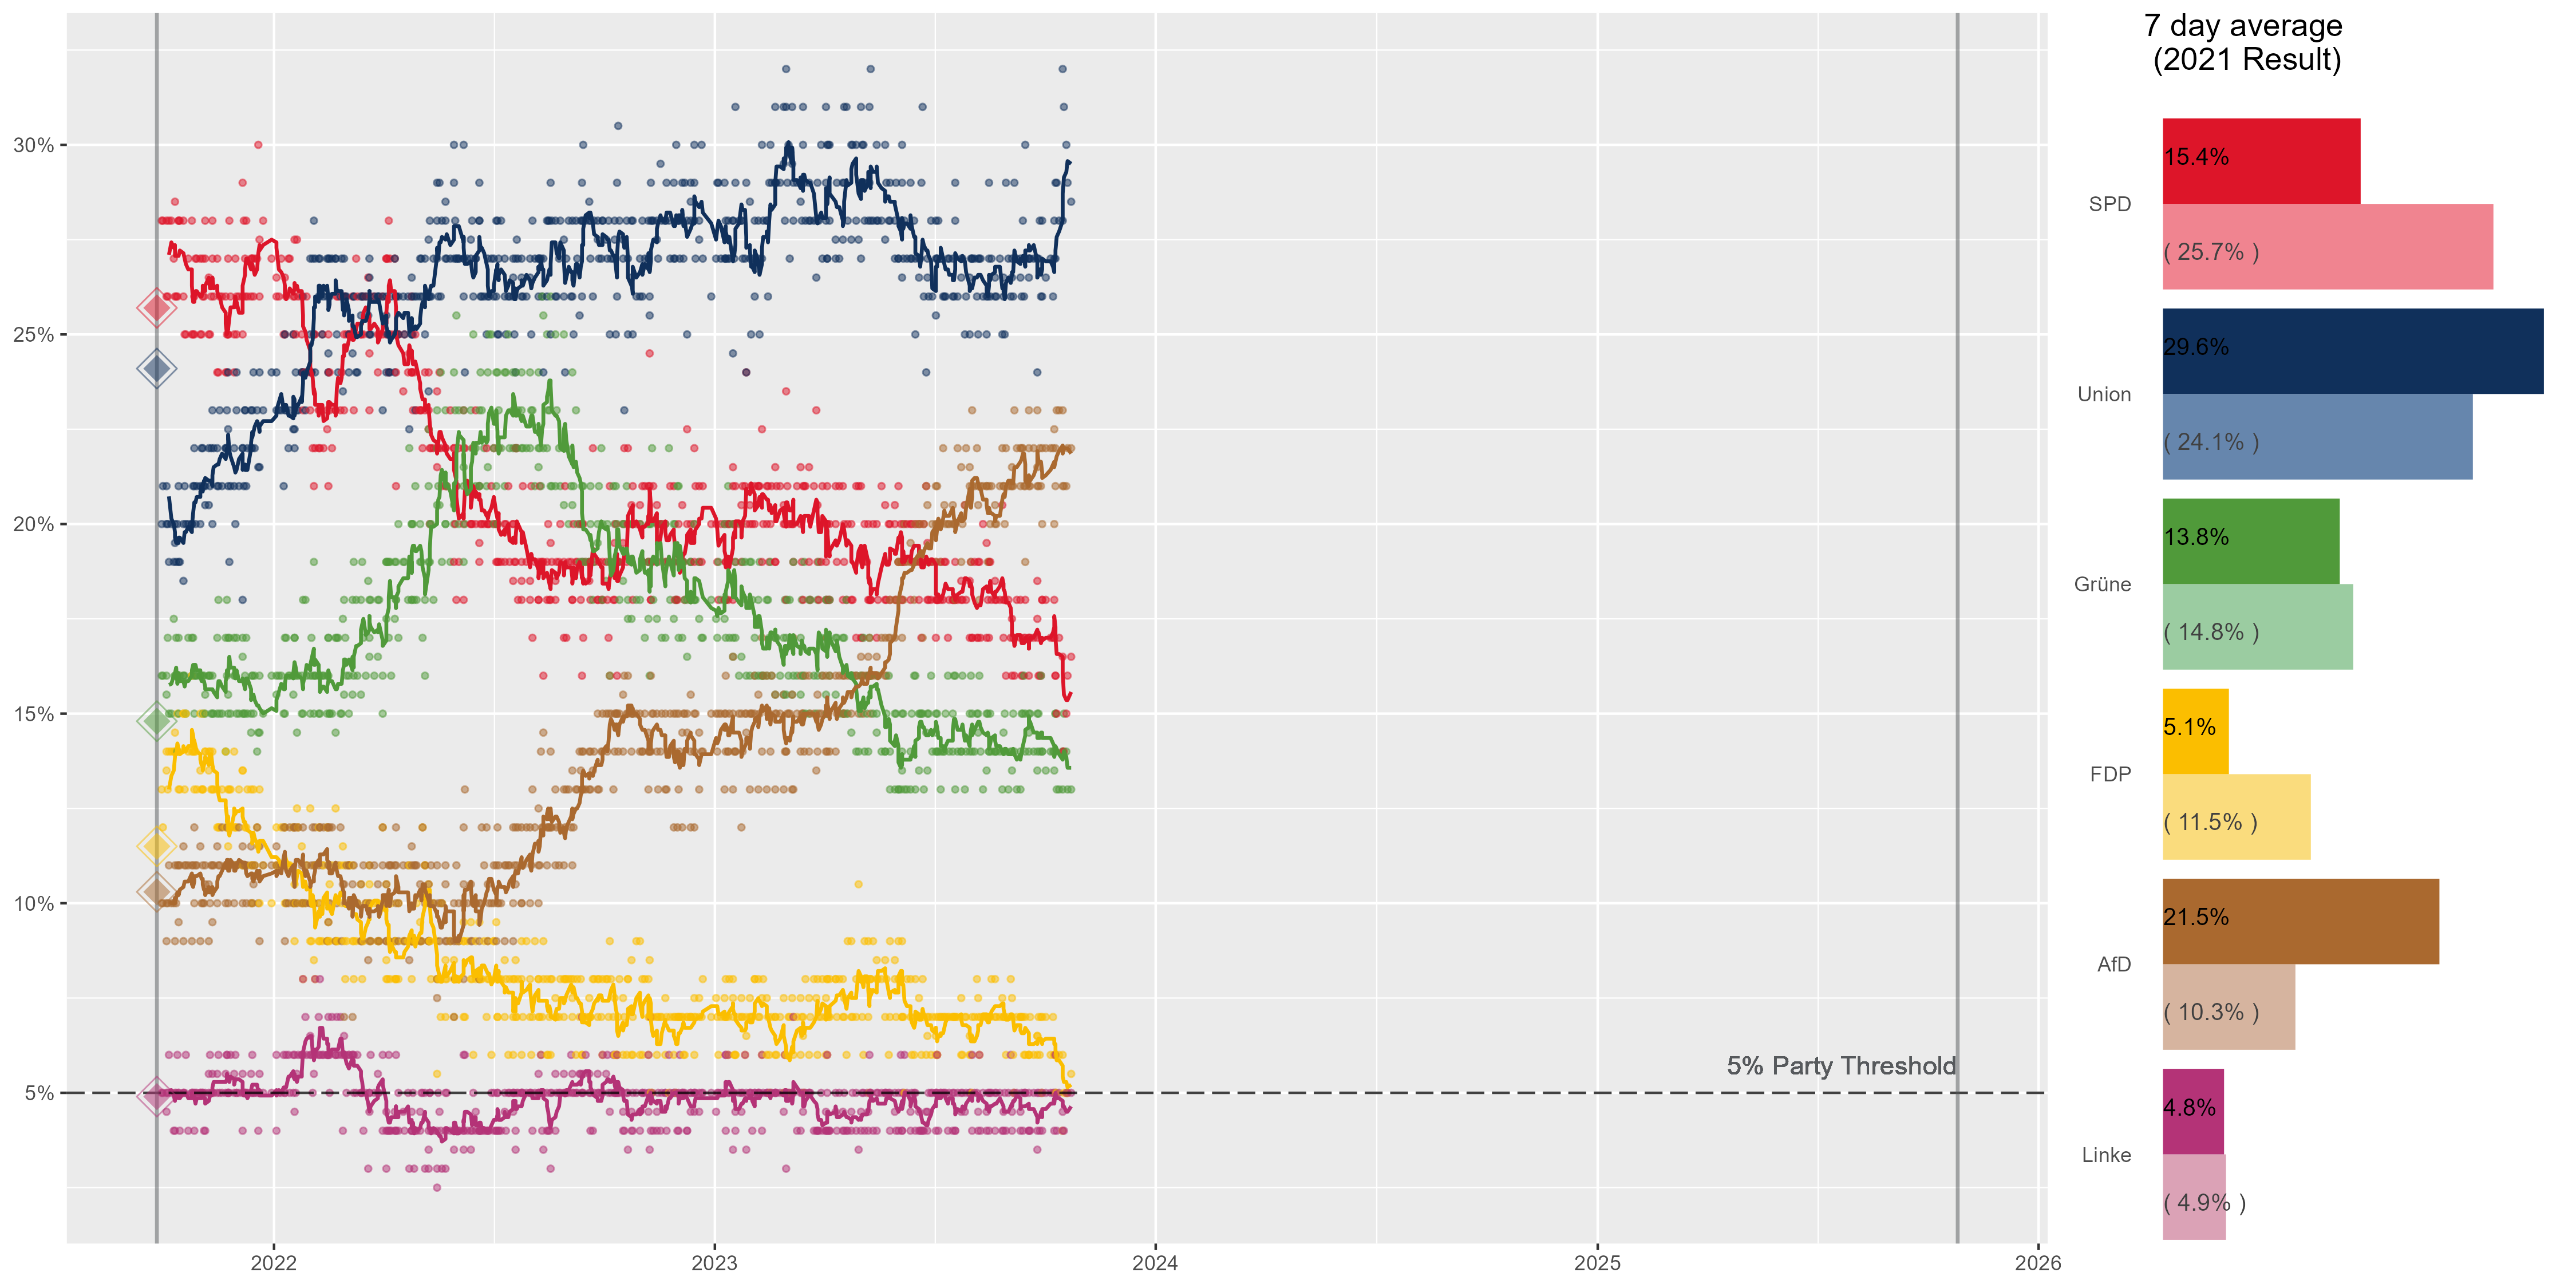 7 day average
(2021 Result)
30%
25%
20%
15%
10%
5%
5% Party Threshold
2022
2023
2024
2025
2026
SPD
15.4%
( 25.7% )
Union
29.6%
( 24.1% )
Grüne
13.8%
( 14.8% )
FDP
5.1%
( 11.5% )
AfD
21.5%
( 10.3% )
Linke
4.8%
( 4.9% )